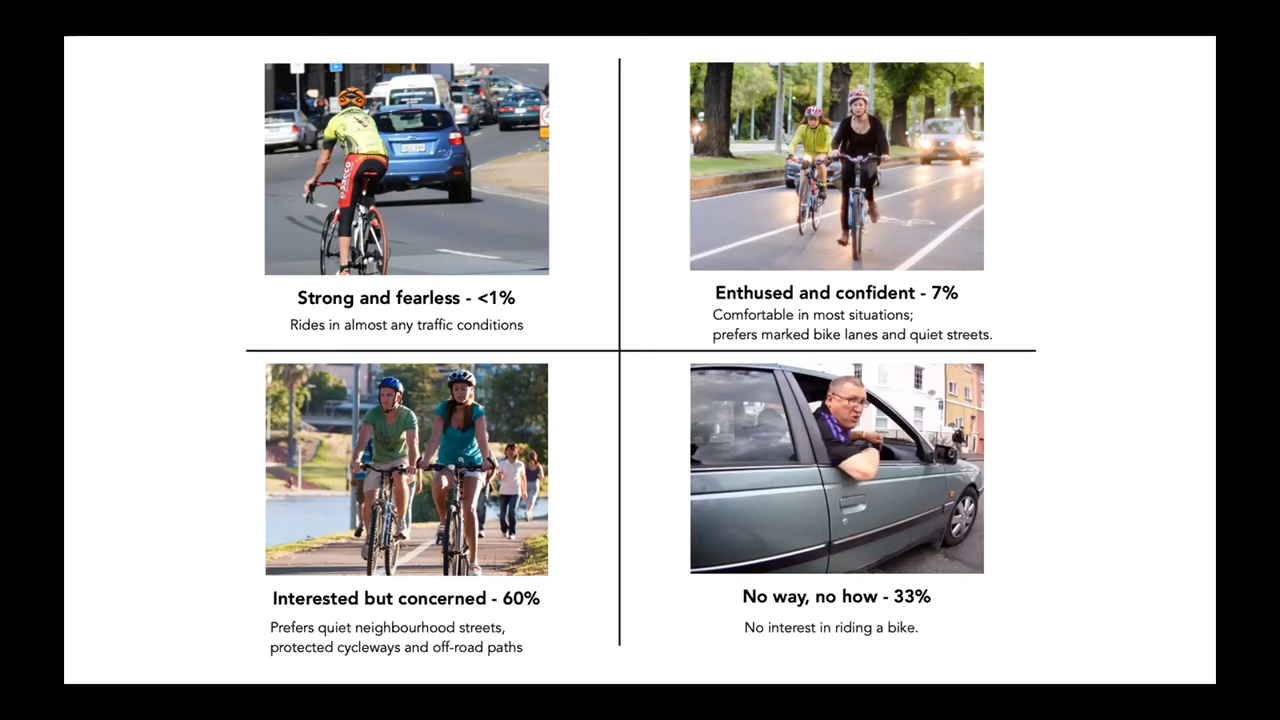 Strong and fearless - <1%
Rides in almost any traffic conditions
Enthused and confident - 7%
Comfortable in most situations;
prefers marked bike lanes and quiet streets.
Interested but concerned - 60%
Prefers quiet neighbourhood streets,
protected cycleways and off-road paths
No way, no how - 33%
No interest in riding a bike.